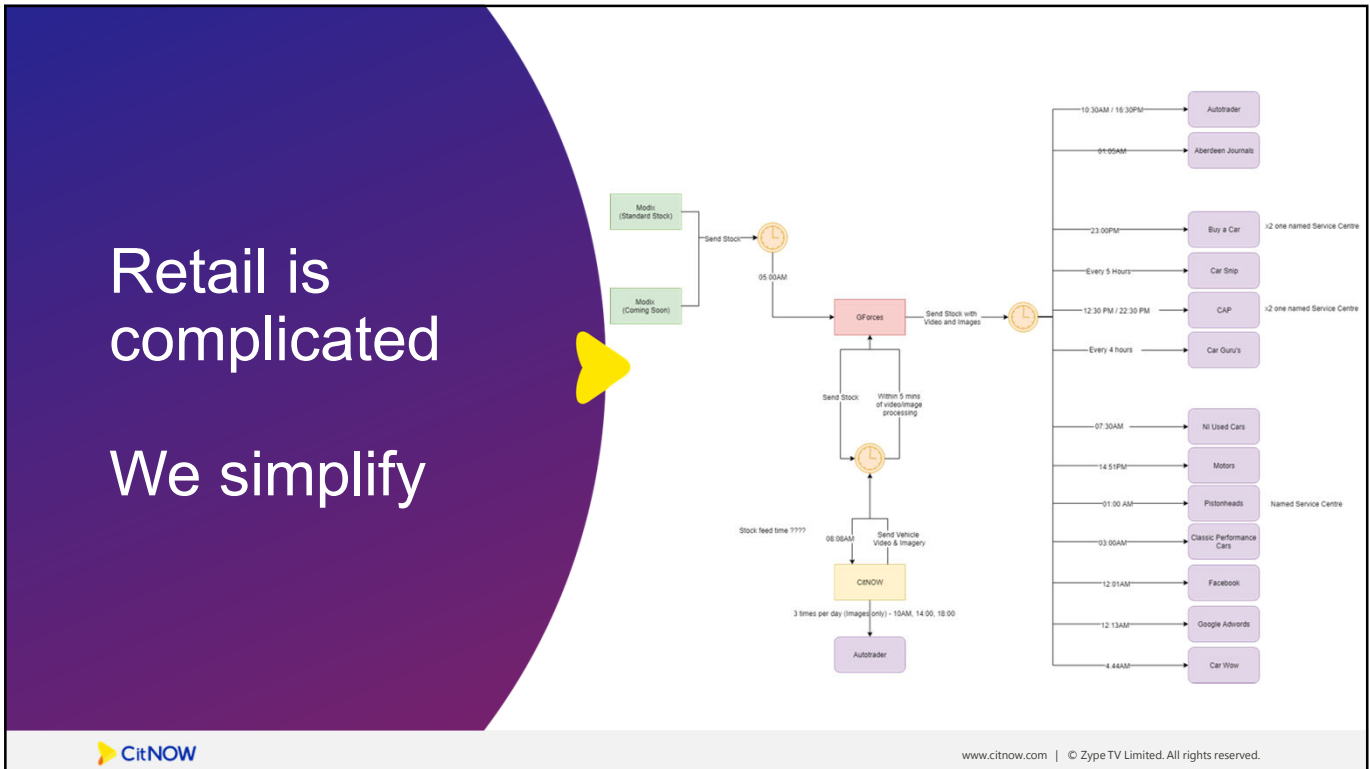 Retail is
complicated
We simplify
Modix
(Standard Stock)
Modix
(Coming Soon)
Send Stock
05:00AM
GForces
Send Stock with
Video and Images
Send Stock
Within 5 mins
of video/image
processing
Stock feed time ????
08:08AM
Send Vehicle
Video & Imagery
CitNOW
3 times per day (Images only) - 10AM, 14:00, 18:00
Autotrader
10:30AM / 16:30PM
Autotrader
01:05AM
Aberdeen Journals
23:00PM
Buy a Car
x2 one named Service Centre
Every 5 Hours
Car Snip
12:30 PM / 22:30 PM
CAP
x2 one named Service Centre
Every 4 hours
Car Guru's
07:30AM
NI Used Cars
14:51PM
Motors
01:00 AM
Pistonheads
Named Service Centre
03:00AM
Classic Performance
Cars
12:01AM
Facebook
12:13AM
Google Adwords
4.44AM
Car Wow
CitNOW
www.citnow.com | © Zype TV Limited. All rights reserved.